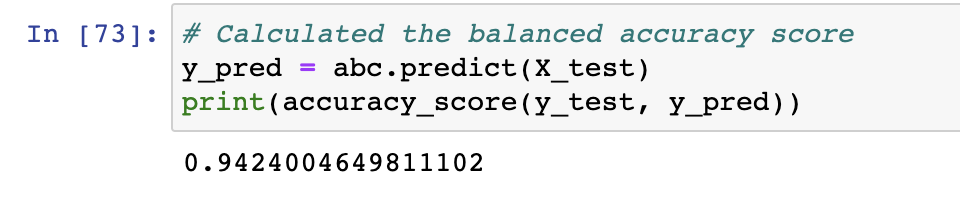 In [73]: # Calculated the balanced accuracy score
y_pred = abc.predict(X_test)
print(accuracy_score(y_test, y_pred))
0.9424004649811102